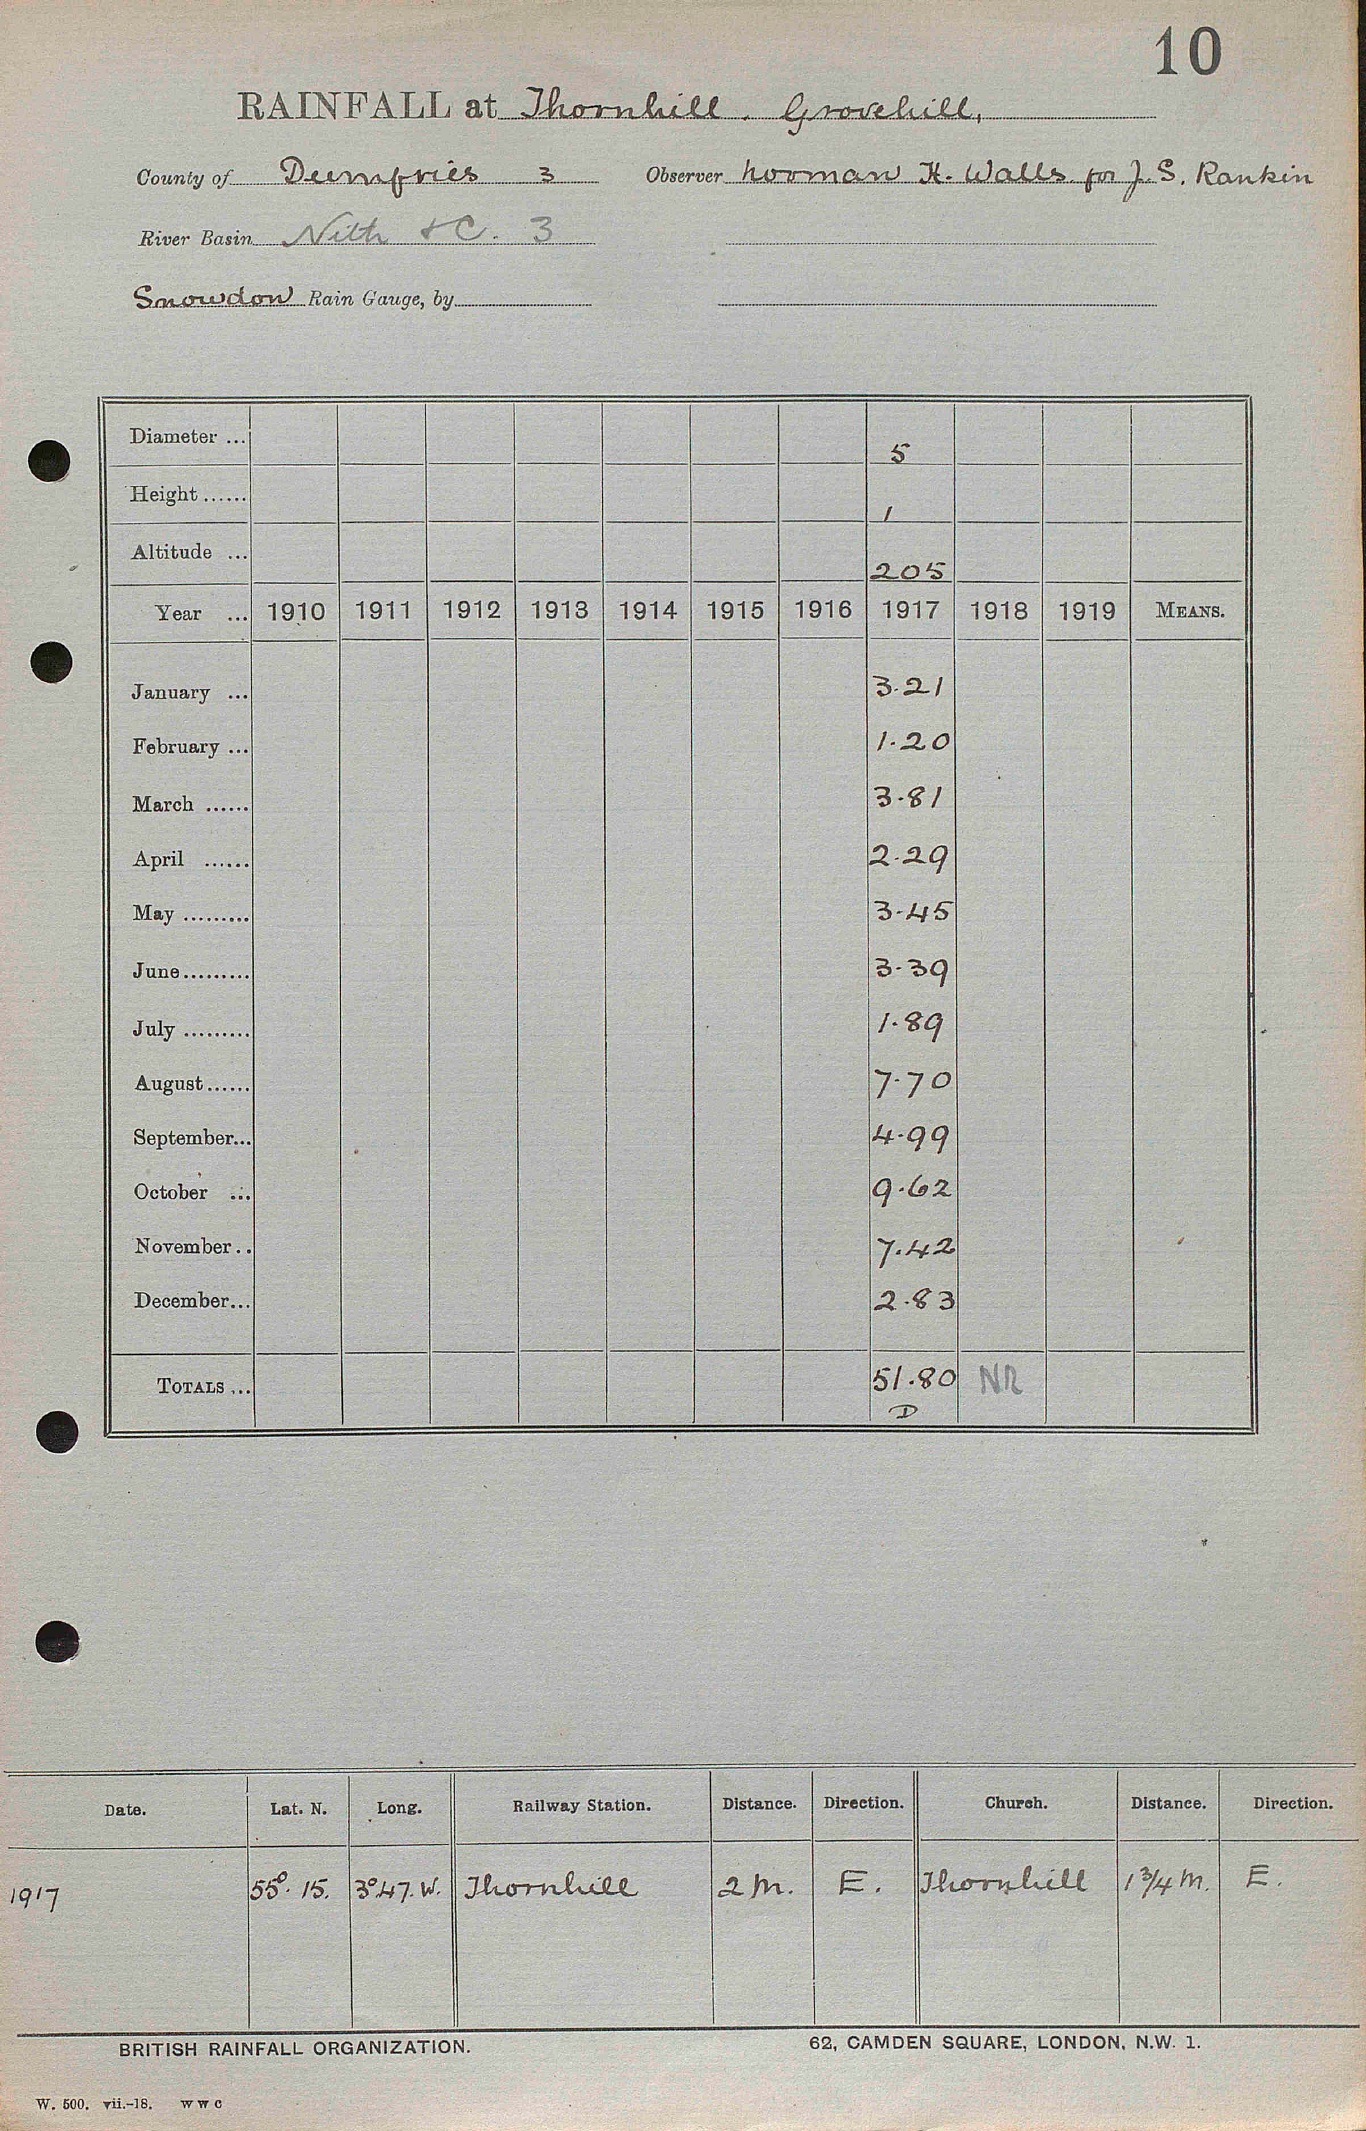 10
RAINFALL at Thornhill. Grovehill,
County of Dumfries 3 Observer Norman H. Walls for J. S. Rankin
River Basin Nith &C. 3
Snowdon Rain Gauge, by
Diameter ... 5
Height ...... 1
Altitude ... 205
Year ... 1910 1911 1912 1913 1914 1915 1916 1917 1918 1919 MEANS.
January ... 3.21
February ... 1.20
March ...... 3.81
April ...... 2.29
May ......... 3.45
June......... 3.39
July ......... 1.89
August...... 7.70
September... 4.99
October ... 9.62
November.. 7.42
December... 2.83
TOTALS ... 51.80 NR
D
Date. Lat. N. Long. Railway Station. Distance. Direction. Church. Distance. Direction.
1917 55°. 15. 3°47. W. Thornhill 2 M. E. Thornhill 1 3/4 M. E.
BRITISH RAINFALL ORGANIZATION. 62, CAMDEN SQUARE, LONDON, N.W. 1.
W. 500. vii.-18. W W C